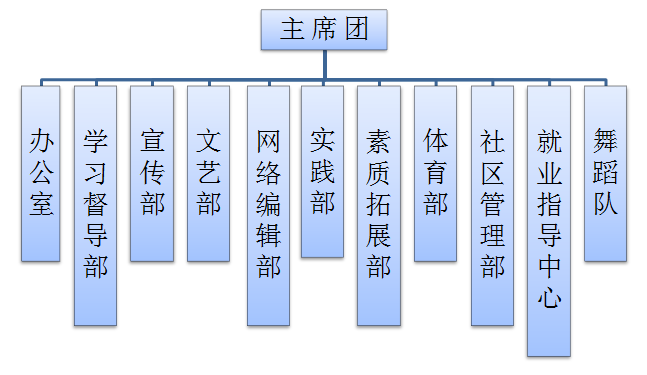 主席团
办公室
学习督导部
宣传部
文艺部
网络编辑部
实践部
素质拓展部
体育部
社区管理部
就业指导中心
舞蹈队